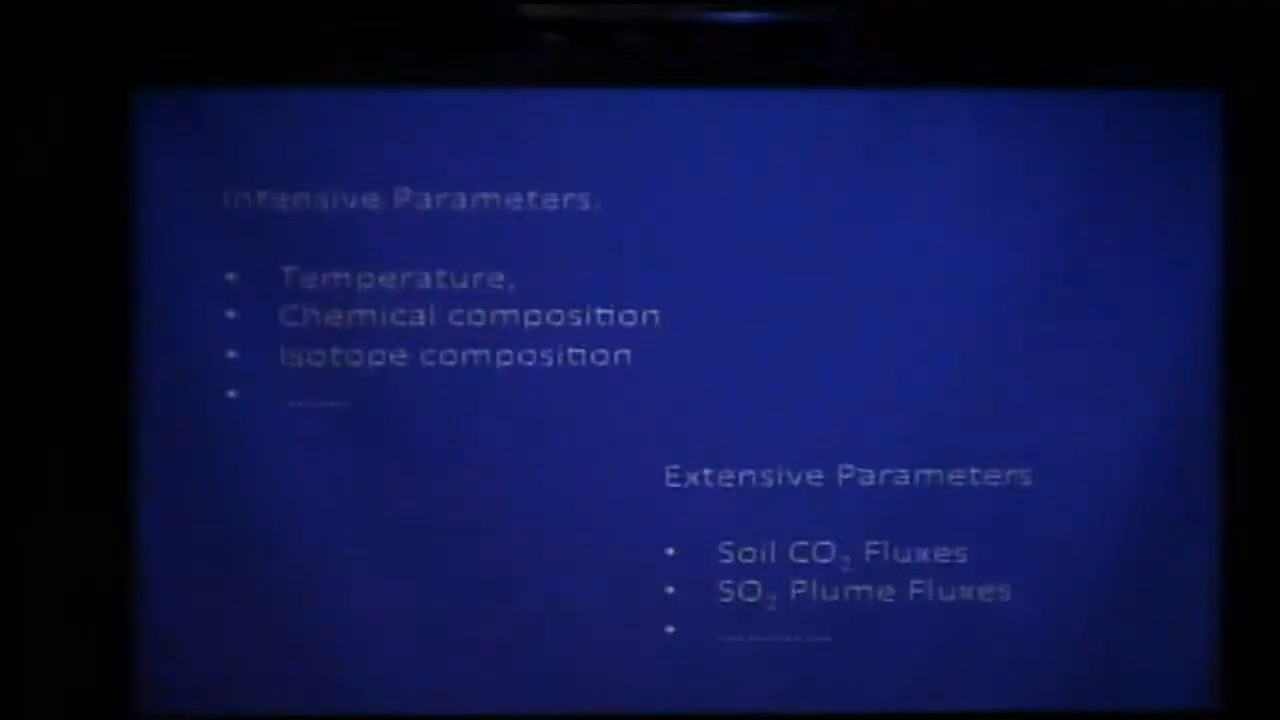 Intensive Parameters.
• Temperature,
• Chemical composition
• Isotope composition
• ......
Extensive Parameters
• Soil CO₂ Fluxes
• SO₂ Plume Fluxes
• ............